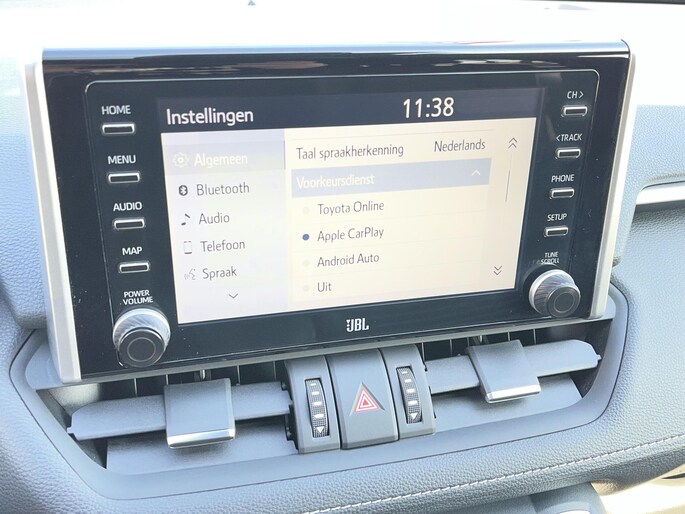 HOME
MENU
AUDIO
MAP
POWER
VOLUME
Instellingen 11:38
Algemeen
Bluetooth
Audio
Telefoon
Spraak
Taal spraakherkenning Nederlands
Voorkeursdienst
Toyota Online
Apple CarPlay
Android Auto
Uit
CH >
< TRACK
PHONE
SETUP
TUNE
SCROLL
JBL